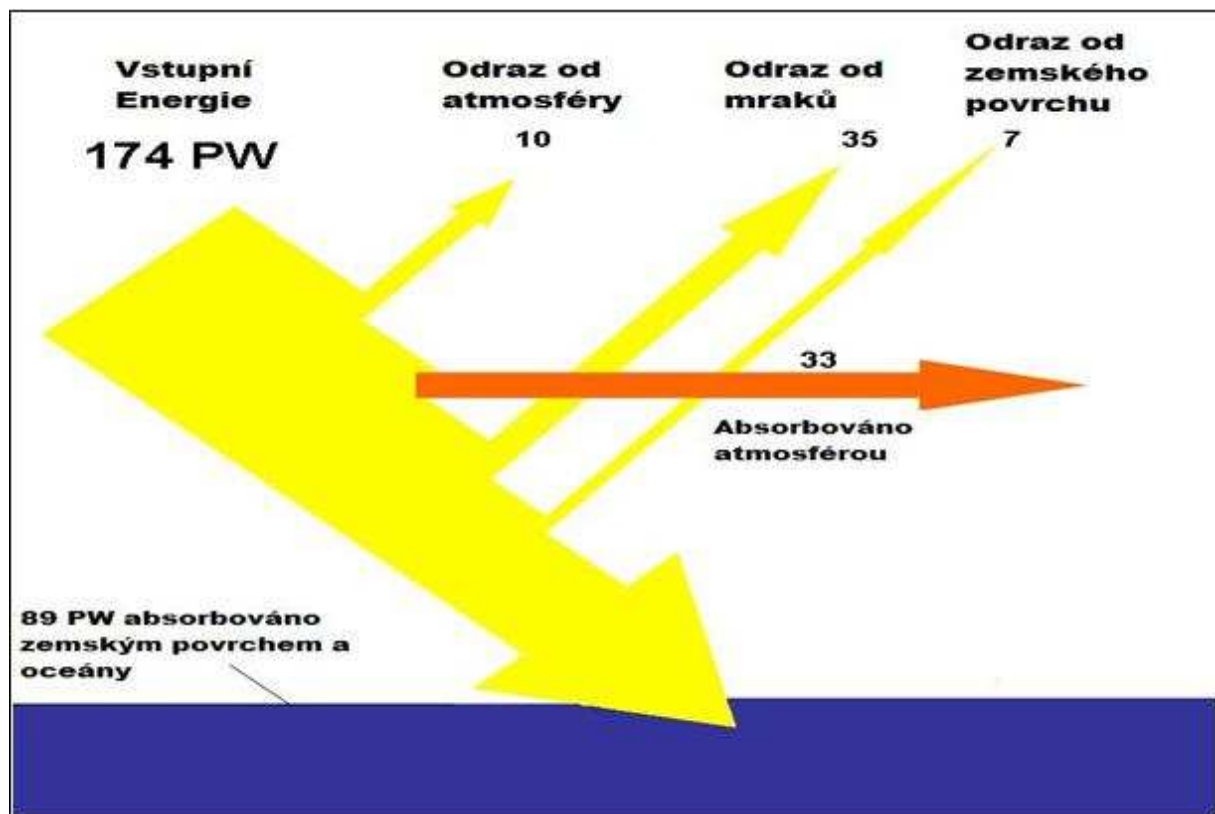 Vstupní
Energie
174 PW
Odraz od
atmosféry
10
Odraz od
mraků
35
Odraz od
zemského
povrchu
7
33
Absorbováno
atmosférou
89 PW absorbováno
zemským povrchem a
oceány